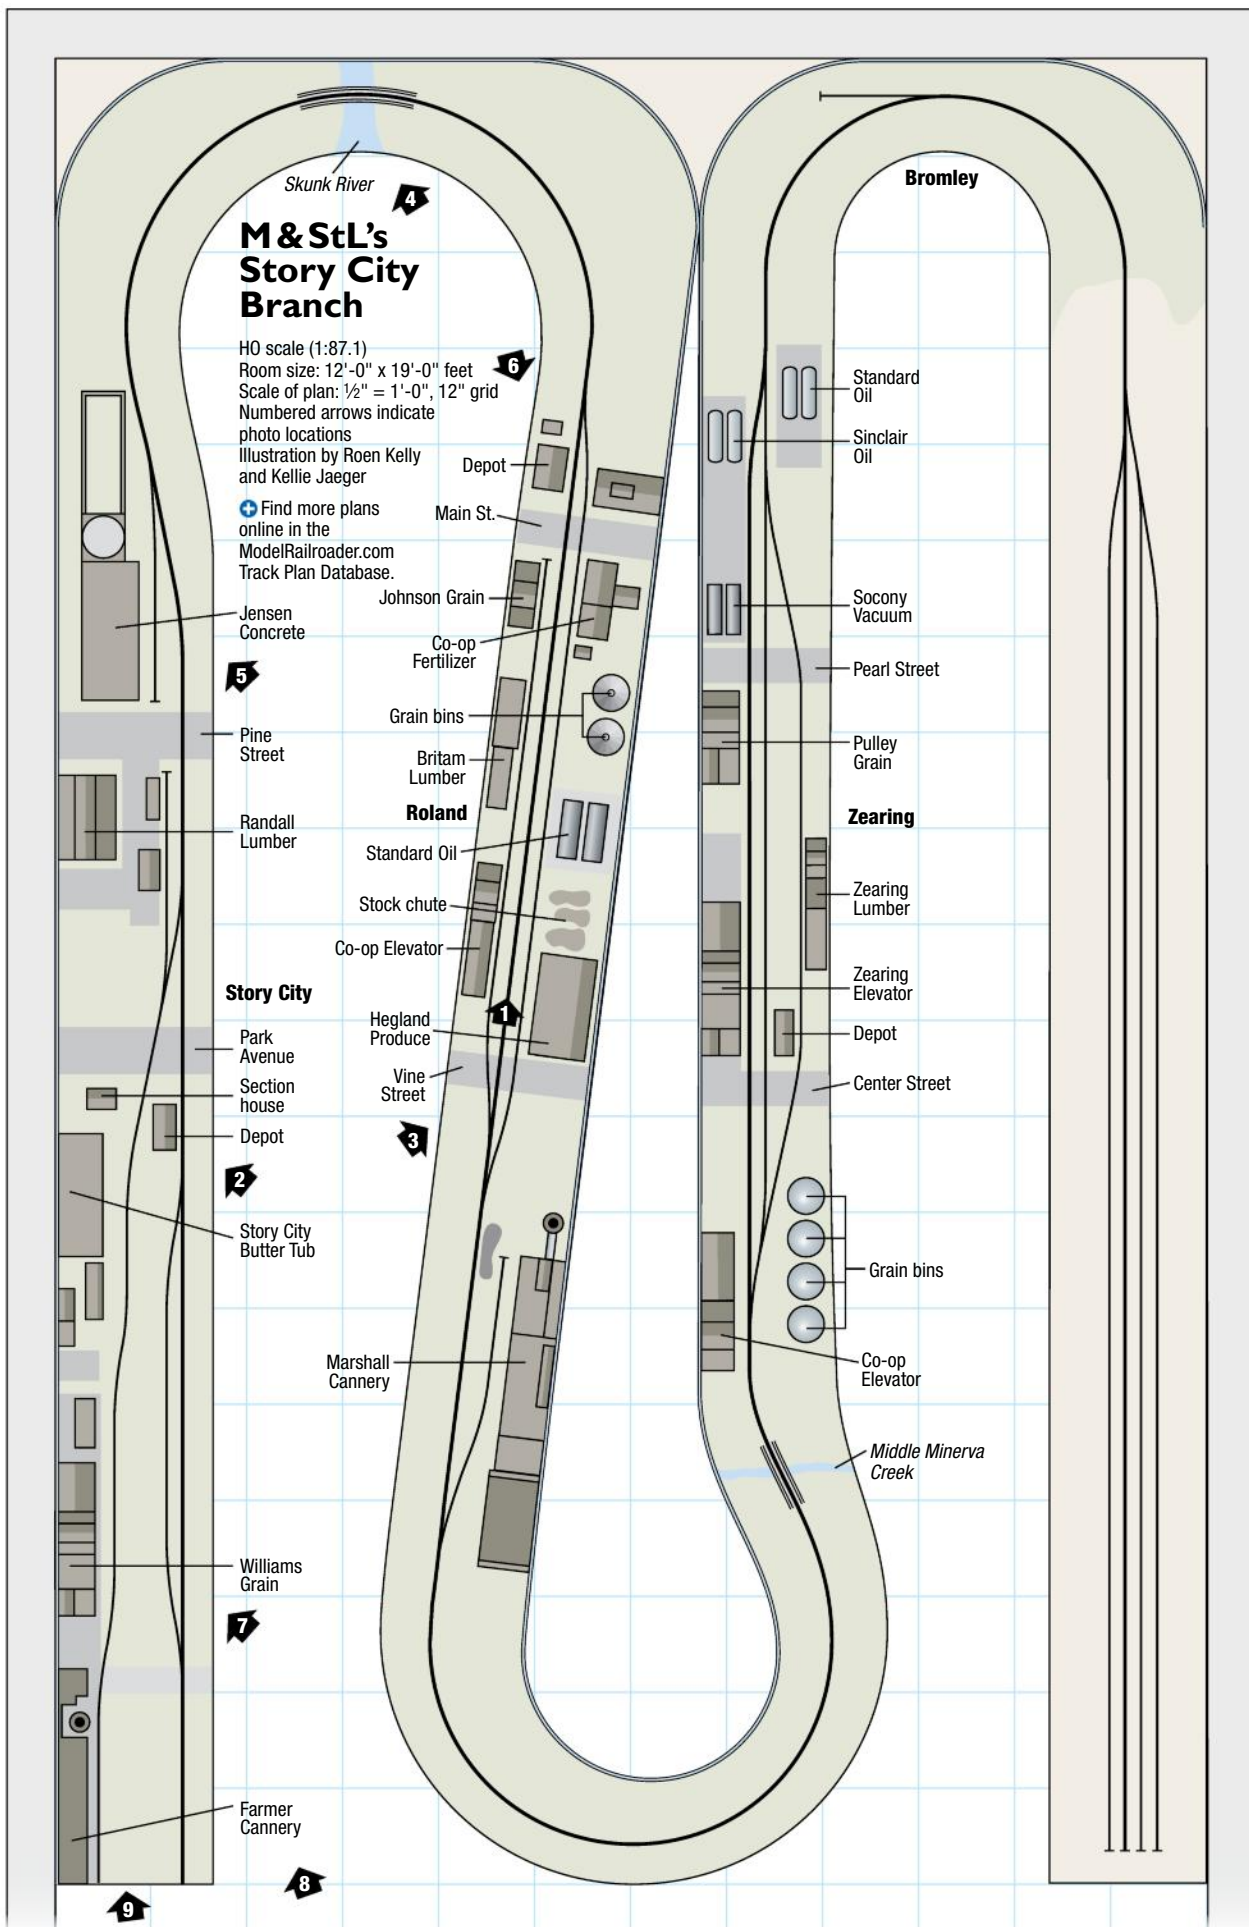 Skunk River
4
M & StL's
Story City
Branch
HO scale (1:87.1)
Room size: 12'-0" x 19'-0" feet
Scale of plan: ½" = 1'-0", 12" grid
Numbered arrows indicate
photo locations
Illustration by Roen Kelly
and Kellie Jaeger
Find more plans
online in the
ModelRailroader.com
Track Plan Database.
Jensen
Concrete
5
Pine
Street
Randall
Lumber
Story City
Park
Avenue
Section
house
Depot
2
Story City
Butter Tub
Williams
Grain
7
Farmer
Cannery
8
9
6
Depot
Main St.
Johnson Grain
Co-op
Fertilizer
Grain bins
Britam
Lumber
Roland
Standard Oil
Stock chute
Co-op Elevator
1
Hegland
Produce
Vine
Street
3
Marshall
Cannery
Bromley
Standard
Oil
Sinclair
Oil
Socony
Vacuum
Pearl Street
Pulley
Grain
Zearing
Zearing
Lumber
Zearing
Elevator
Depot
Center Street
Grain bins
Co-op
Elevator
Middle Minerva
Creek